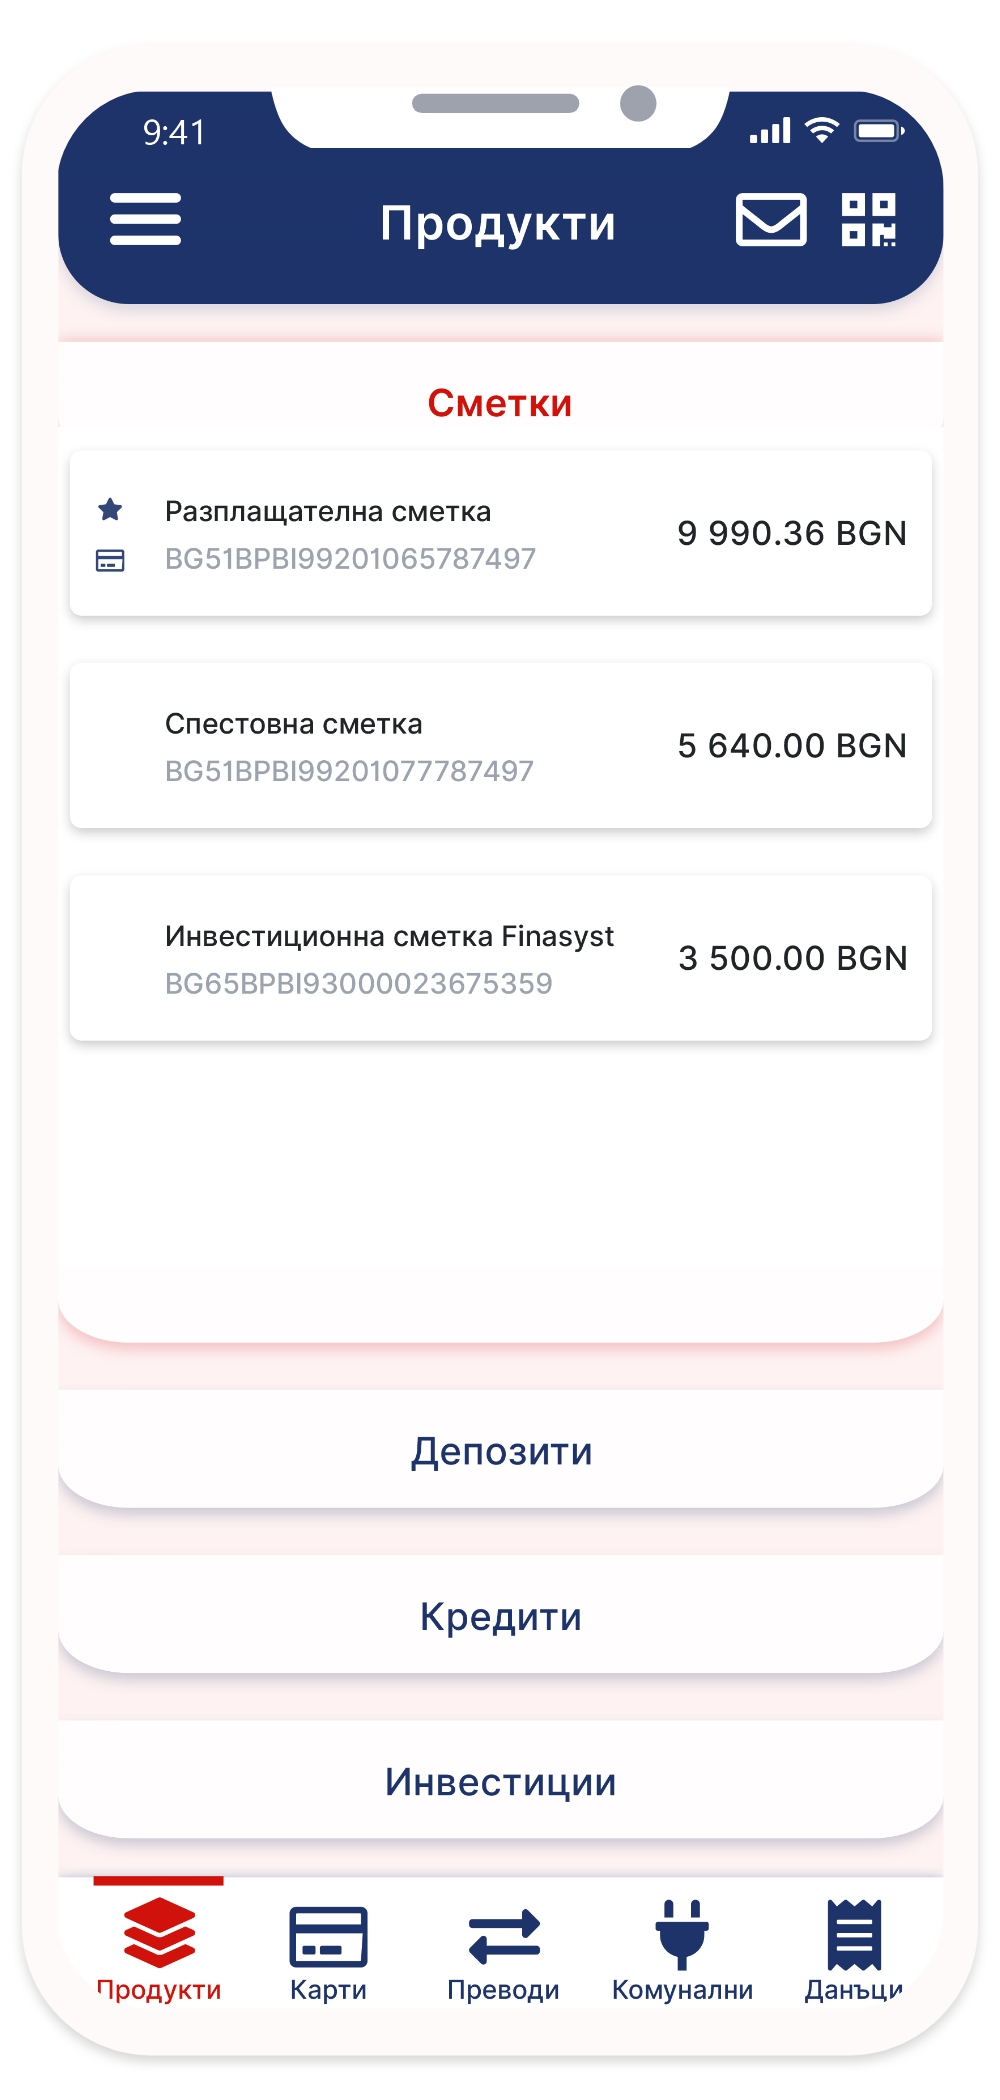 9:41
Продукти
Сметки
Разплащателна сметка
BG51BPBI99201065787497
9 990.36 BGN
Спестовна сметка
BG51BPBI99201077787497
5 640.00 BGN
Инвестиционна сметка Finasyst
BG65BPBI93000023675359
3 500.00 BGN
Депозити
Кредити
Инвестиции
Продукти
Карти
Преводи
Комунални
Данъци